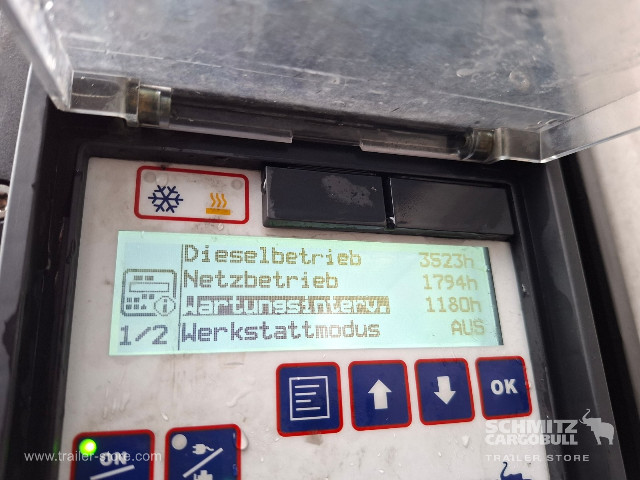 Dieselbetrieb 3523h
Netzbetrieb 1794h
Wartungsinterv. 1180h
1/2 Werkstattmodus AUS
OK
ON
SCHMITZ
CARGOBULL
TRAILER STORE
www.trailer-store.com